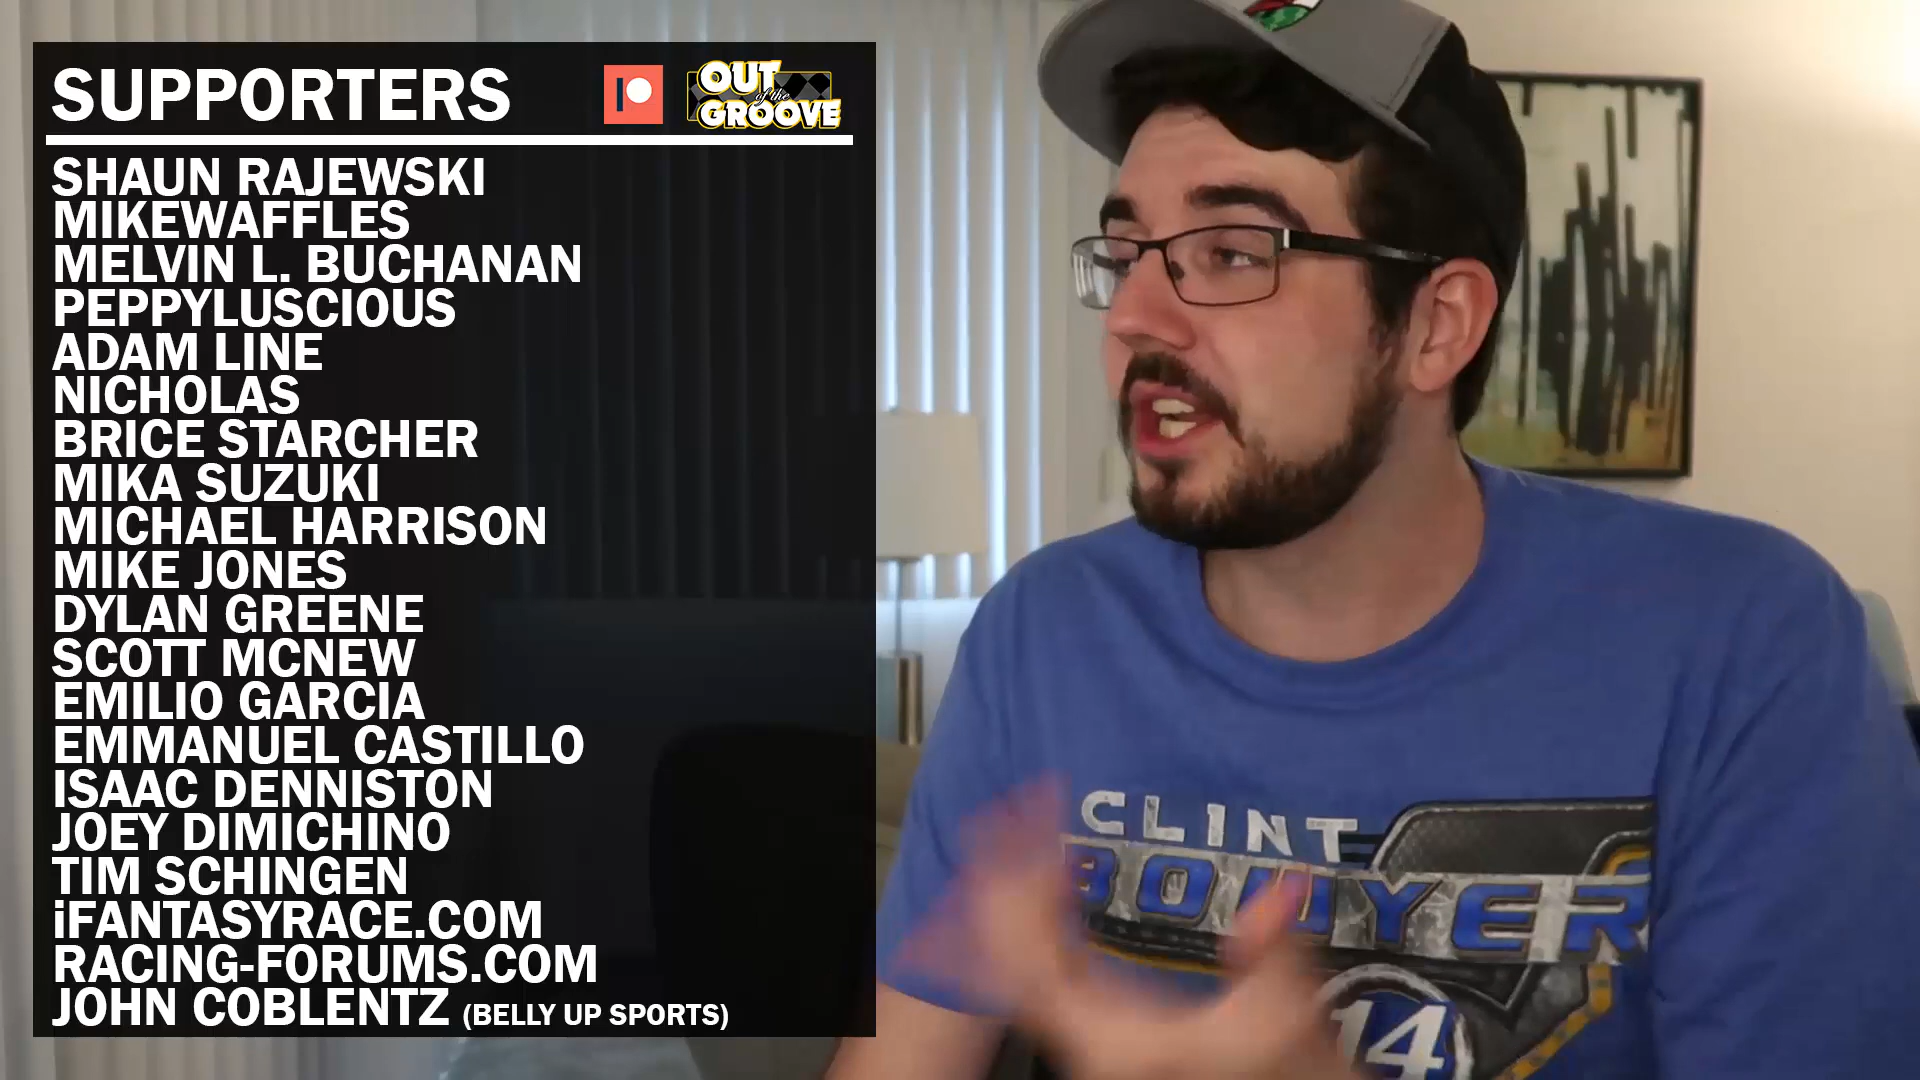 SUPPORTERS
OUT
of the
GROOVE
SHAUN RAJEWSKI
MIKEWAFFLES
MELVIN L. BUCHANAN
PEPPYLUSCIOUS
ADAM LINE
NICHOLAS
BRICE STARCHER
MIKA SUZUKI
MICHAEL HARRISON
MIKE JONES
DYLAN GREENE
SCOTT MCNEW
EMILIO GARCIA
EMMANUEL CASTILLO
ISAAC DENNISTON
JOEY DIMICHINO
TIM SCHINGEN
iFANTASYRACE.COM
RACING-FORUMS.COM
JOHN COBLENTZ (BELLY UP SPORTS)
CLINT
BOWYER
14